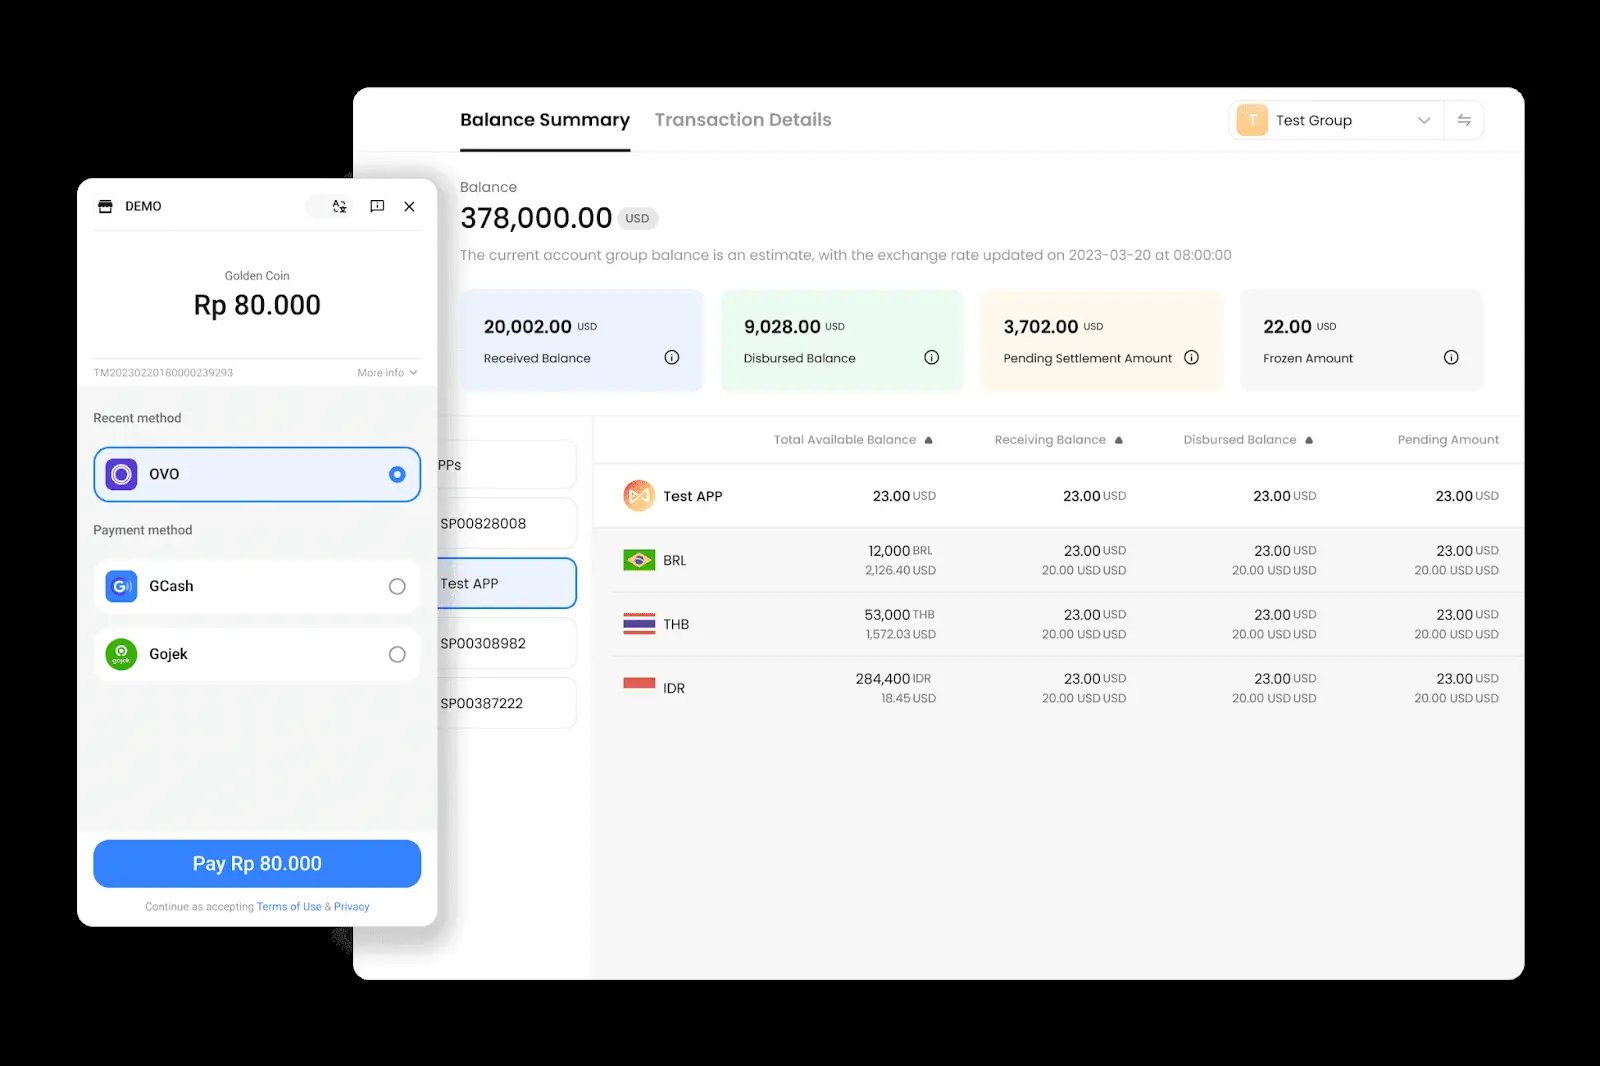 DEMO
Golden Coin
Rp 80.000
TM20230220180000239293 More info
Recent method
OVO
Payment method
GCash
Gojek
Pay Rp 80.000
Continue as accepting Terms of Use & Privacy
Balance Summary Transaction Details
T Test Group
Balance
378,000.00 USD
The current account group balance is an estimate, with the exchange rate updated on 2023-03-20 at 08:00:00
20,002.00 USD
Received Balance
9,028.00 USD
Disbursed Balance
3,702.00 USD
Pending Settlement Amount
22.00 USD
Frozen Amount
PPs
SP00828008
Test APP
SP00308982
SP00387222
Total Available Balance Receiving Balance Disbursed Balance Pending Amount
Test APP 23.00 USD 23.00 USD 23.00 USD 23.00 USD
BRL 12,000 BRL 23.00 USD 23.00 USD 23.00 USD
2,126.40 USD 20.00 USD USD 20.00 USD USD 20.00 USD USD
THB 53,000 THB 23.00 USD 23.00 USD 23.00 USD
1,572.03 USD 20.00 USD USD 20.00 USD USD 20.00 USD USD
IDR 284,400 IDR 23.00 USD 23.00 USD 23.00 USD
18.45 USD 20.00 USD USD 20.00 USD USD 20.00 USD USD